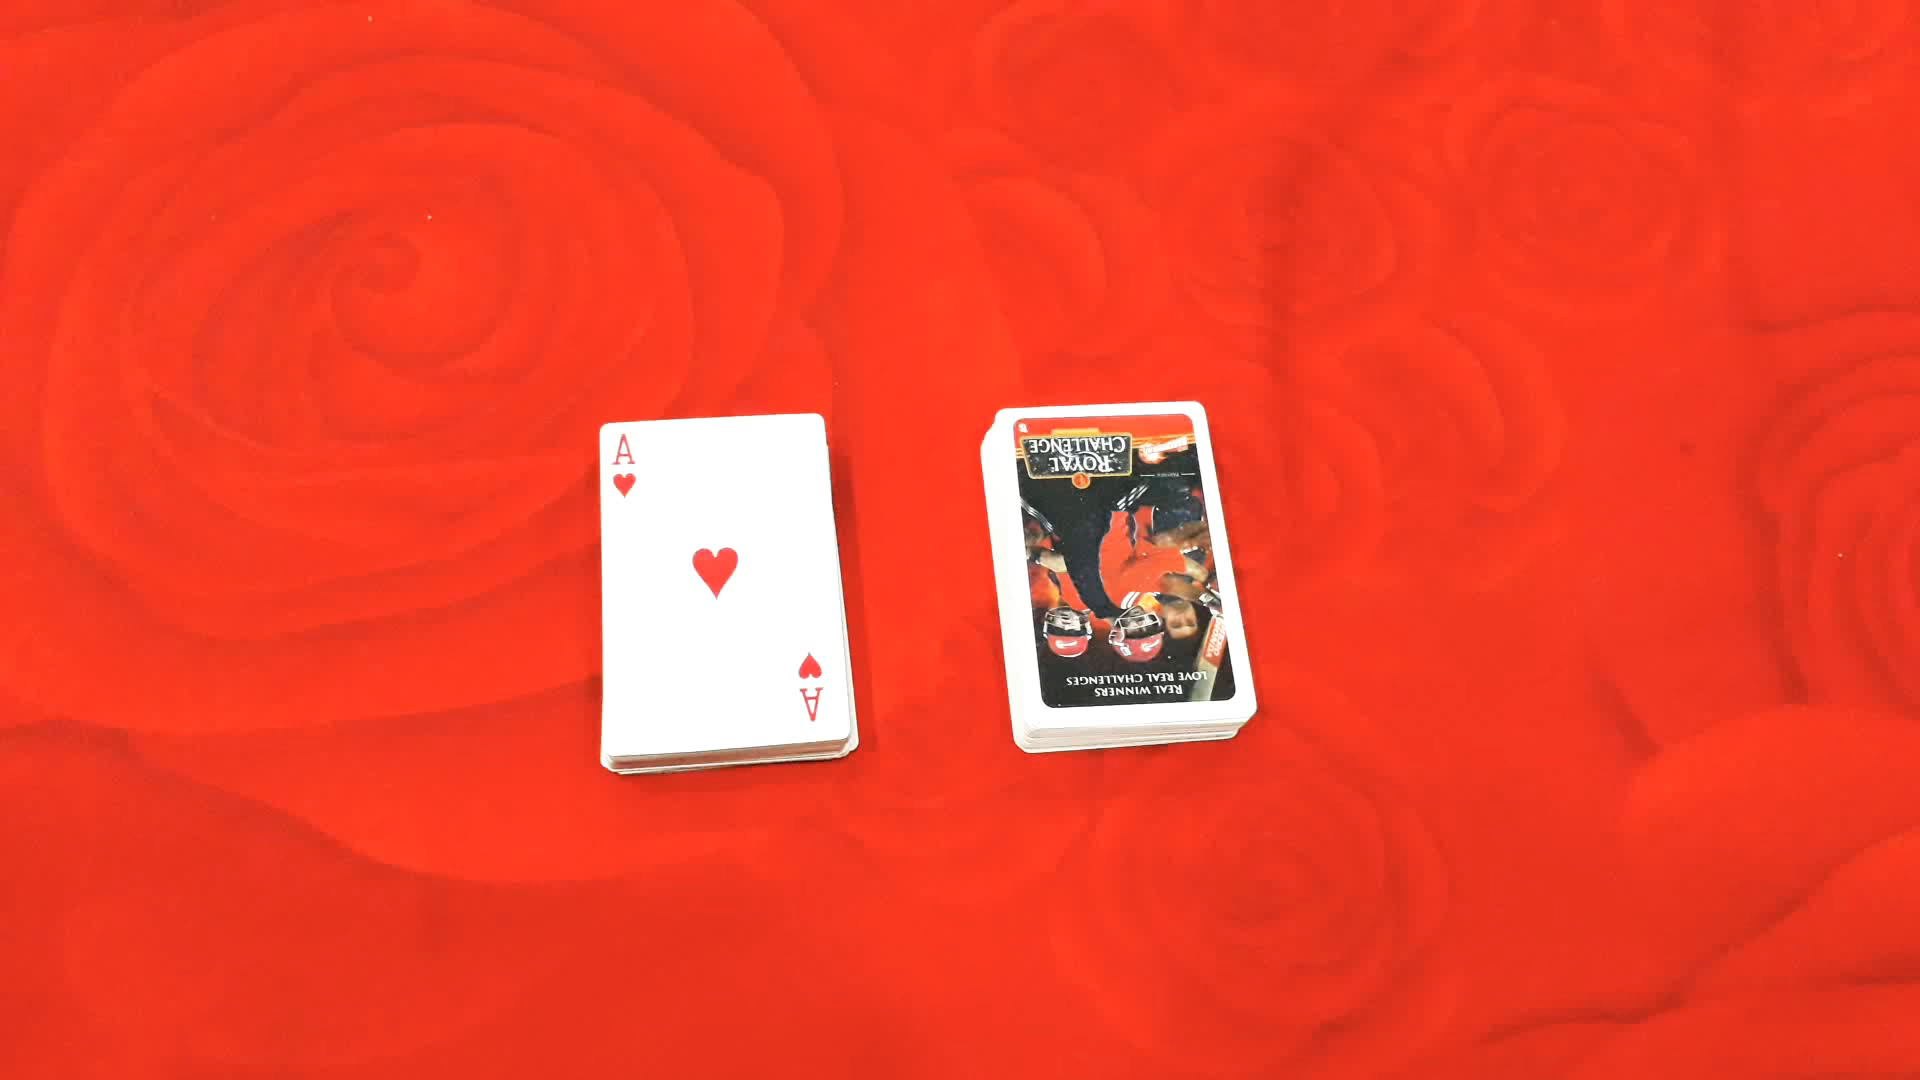 A
A
CHALLENGE
ROYAL
REAL WINNERS
LOVE REAL CHALLENGES